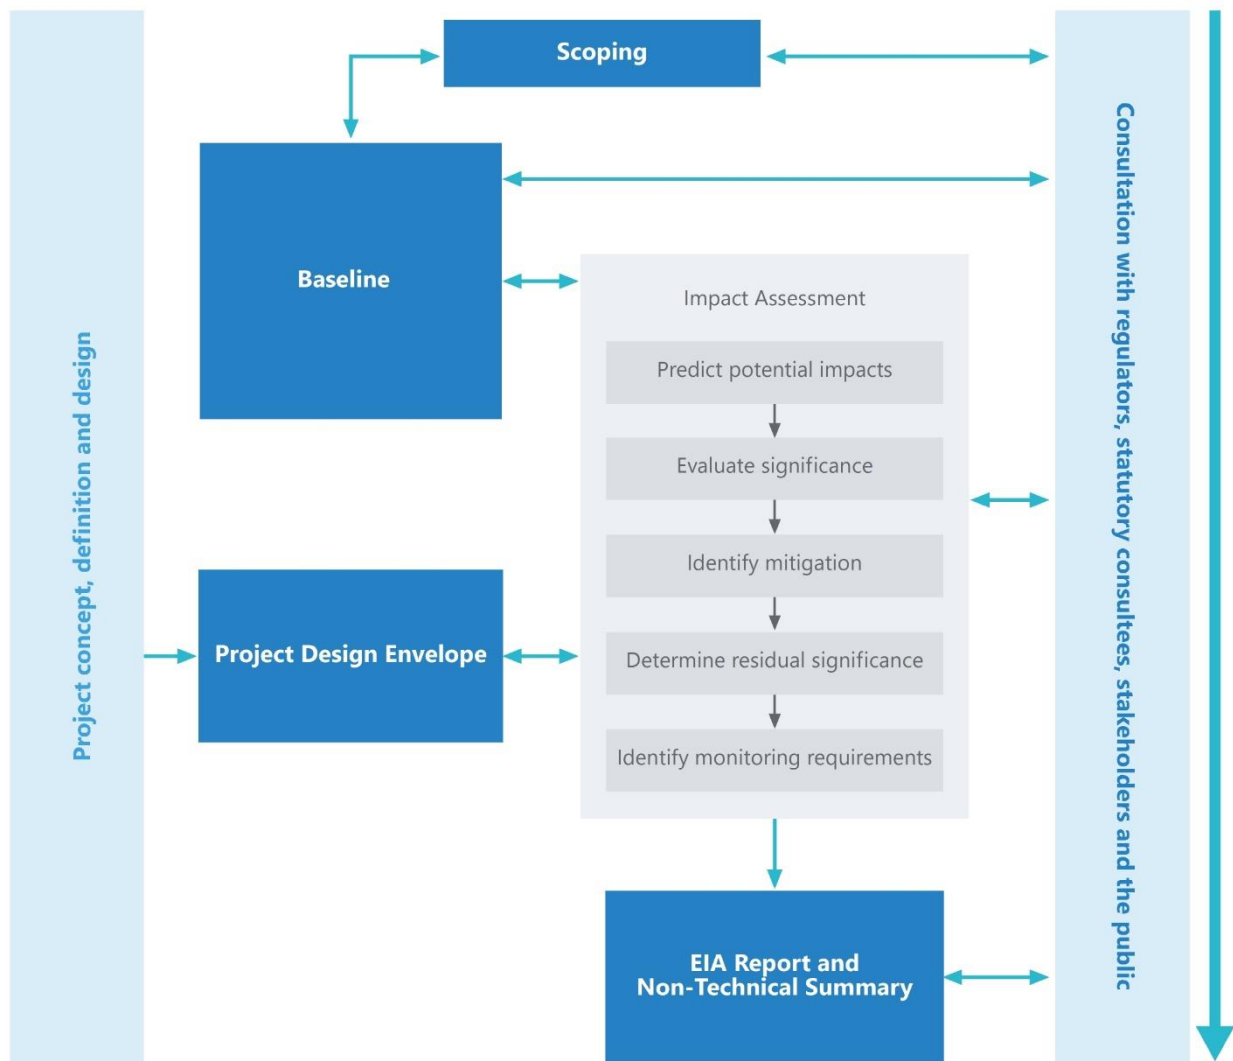 Scoping
Baseline
Impact Assessment
Predict potential impacts
Evaluate significance
Identify mitigation
Determine residual significance
Identify monitoring requirements
Project Design Envelope
EIA Report and
Non-Technical Summary
Project concept, definition and design
Consultation with regulators, statutory consultees, stakeholders and the public